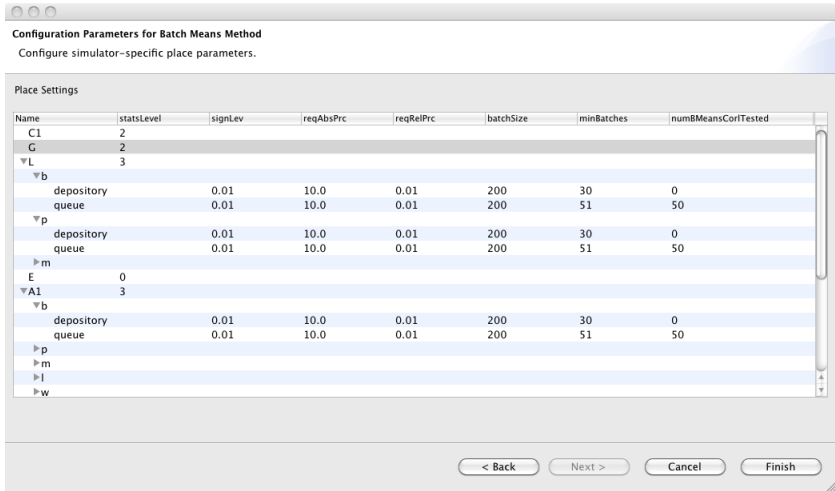 Configuration Parameters for Batch Means Method
Configure simulator-specific place parameters.
Place Settings
Name statsLevel signLev reqAbsPrc reqRelPrc batchSize minBatches numBMeansCorlTested
C1 2
G 2
L 3
b
depository 0.01 10.0 0.01 200 30 0
queue 0.01 10.0 0.01 200 51 50
p
depository 0.01 10.0 0.01 200 30 0
queue 0.01 10.0 0.01 200 51 50
m
E 0
A1 3
b
depository 0.01 10.0 0.01 200 30 0
queue 0.01 10.0 0.01 200 51 50
p
m
l
w
< Back Next > Cancel Finish